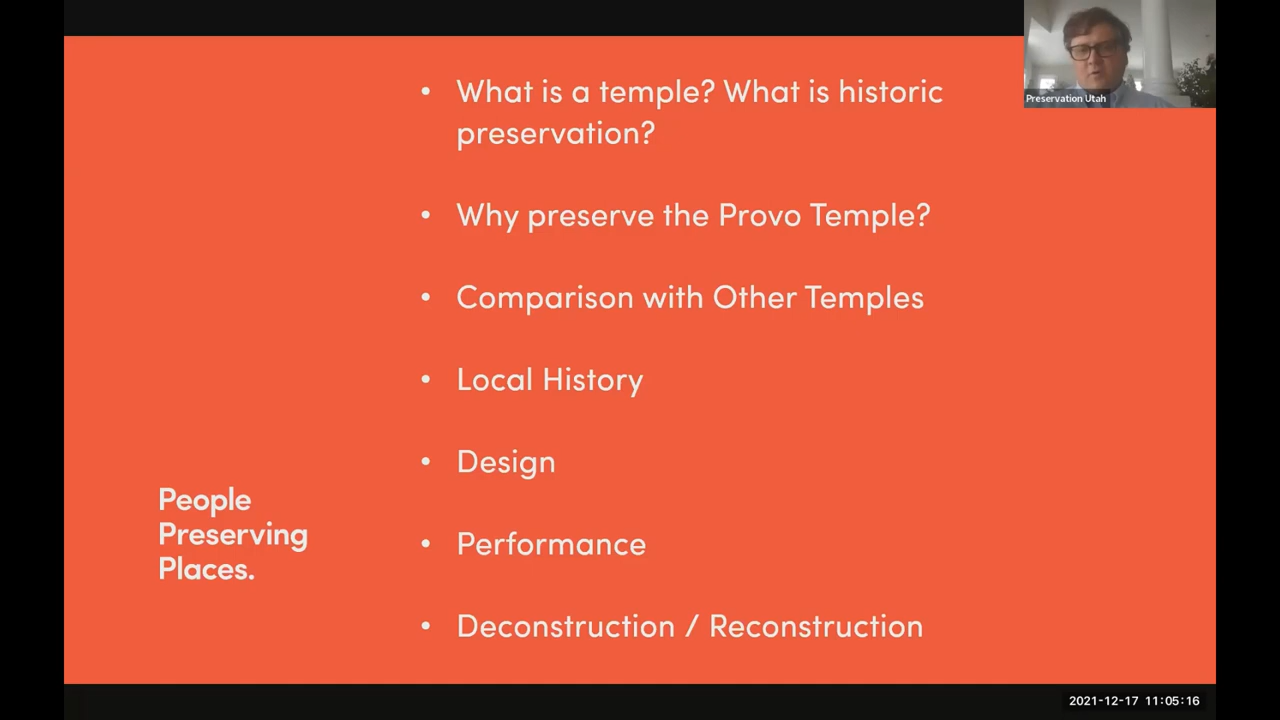 • What is a temple? What is historic
preservation?
• Why preserve the Provo Temple?
• Comparison with Other Temples
• Local History
• Design
• Performance
• Deconstruction / Reconstruction
People
Preserving
Places.
Preservation Utah
2021-12-17 11:05:16